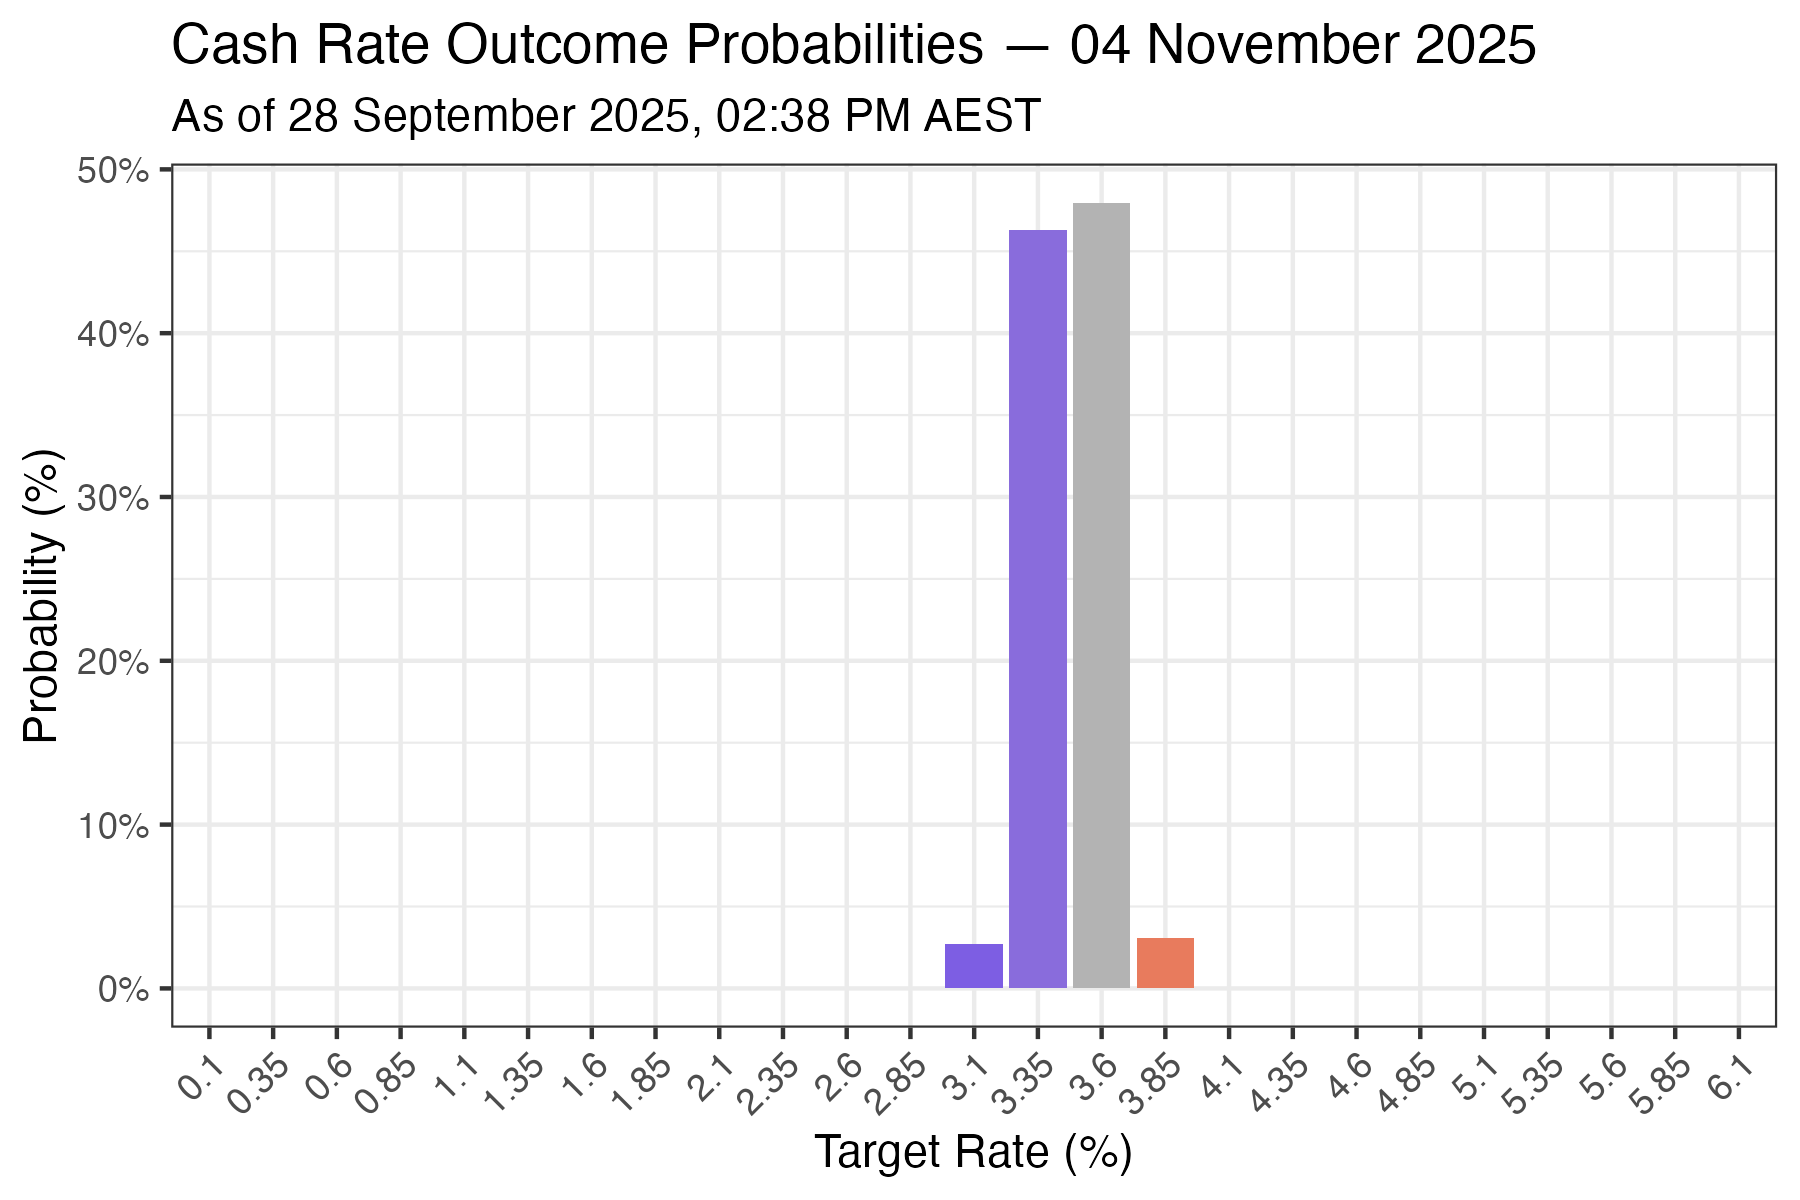 Cash Rate Outcome Probabilities — 04 November 2025
As of 28 September 2025, 02:38 PM AEST
Probability (%)
50%
40%
30%
20%
10%
0%
0.1 0.35 0.6 0.85 1.1 1.35 1.6 1.85 2.1 2.35 2.6 2.85 3.1 3.35 3.6 3.85 4.1 4.35 4.6 4.85 5.1 5.35 5.6 5.85 6.1
Target Rate (%)